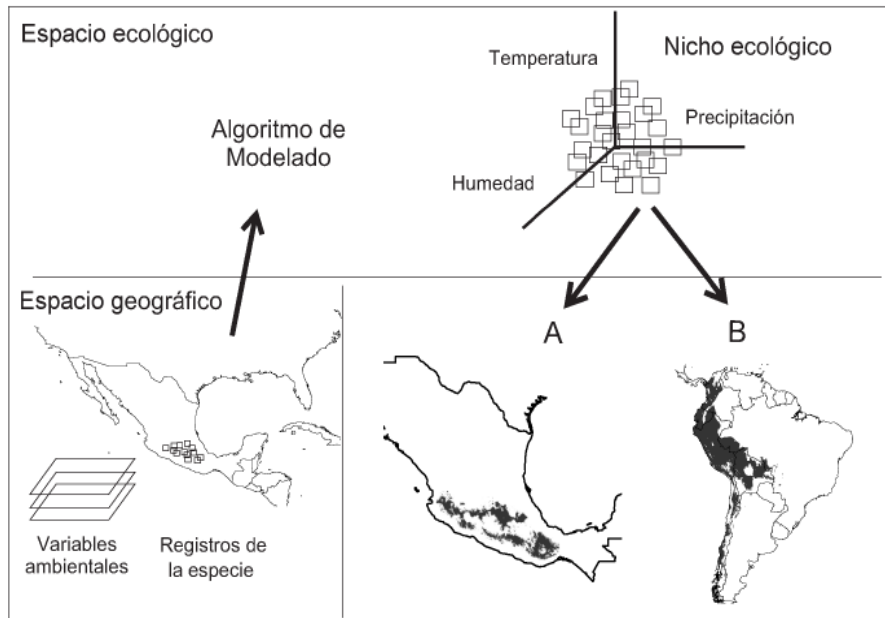 Espacio ecológico
Algoritmo de
Modelado
Temperatura
Nicho ecológico
Precipitación
Humedad
Espacio geográfico
Variables
ambientales
Registros de
la especie
A
B